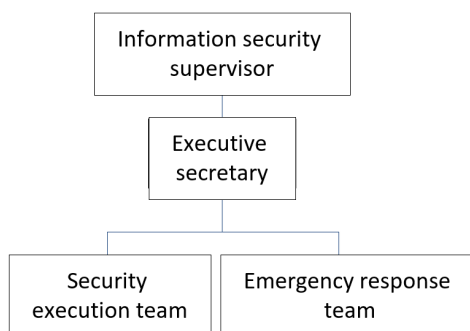 Information security
supervisor
Executive
secretary
Security
execution team
Emergency response
team